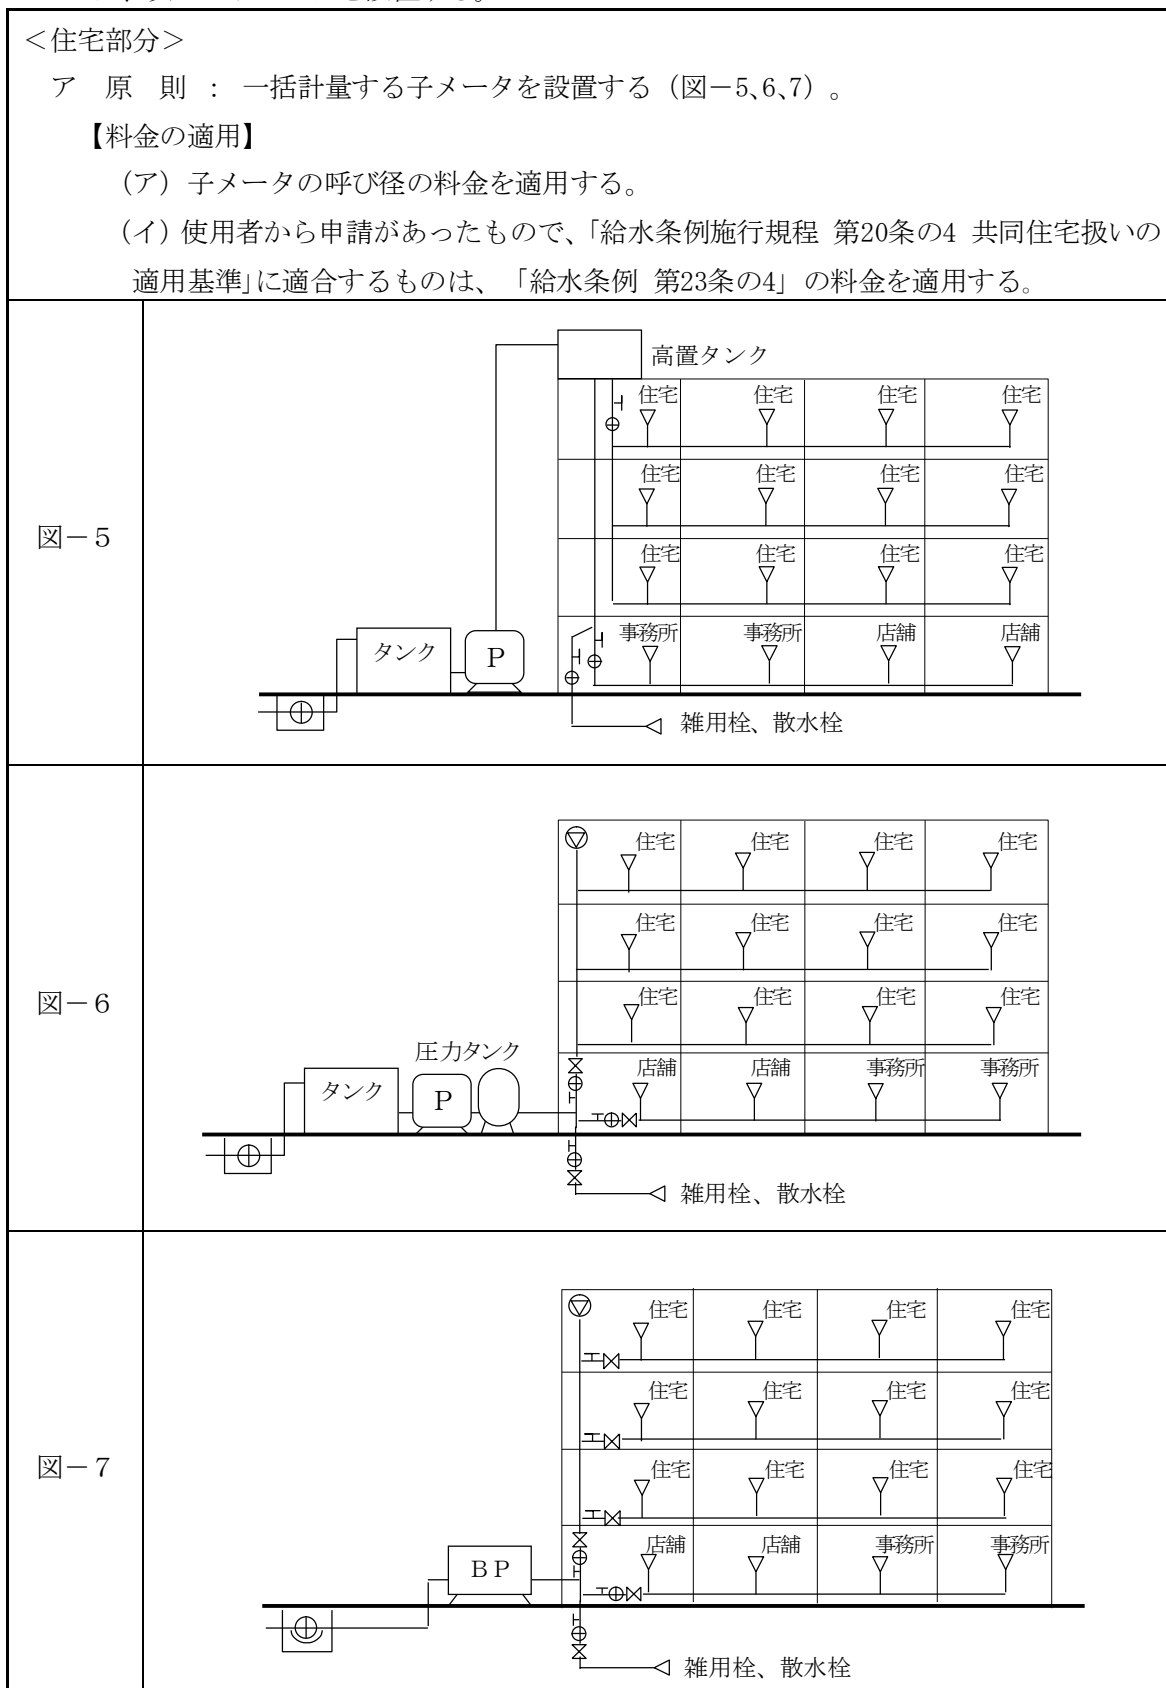 ＜住宅部分＞
ア　原　則　：　一括計量する子メータを設置する（図－5､6､7）。
【料金の適用】
（ア）子メータの呼び径の料金を適用する。
（イ）使用者から申請があったもので､「給水条例施行規程 第20条の4 共同住宅扱いの
適用基準」に適合するものは、「給水条例 第23条の4」の料金を適用する。
図－5
高置タンク
住宅 住宅 住宅 住宅
住宅 住宅 住宅 住宅
住宅 住宅 住宅 住宅
事務所 事務所 店舗 店舗
タンク P
雑用栓、散水栓
図－6
住宅 住宅 住宅 住宅
住宅 住宅 住宅 住宅
住宅 住宅 住宅 住宅
圧力タンク
店舗 店舗 事務所 事務所
タンク P
雑用栓、散水栓
図－7
住宅 住宅 住宅 住宅
住宅 住宅 住宅 住宅
住宅 住宅 住宅 住宅
店舗 店舗 事務所 事務所
BP
雑用栓、散水栓